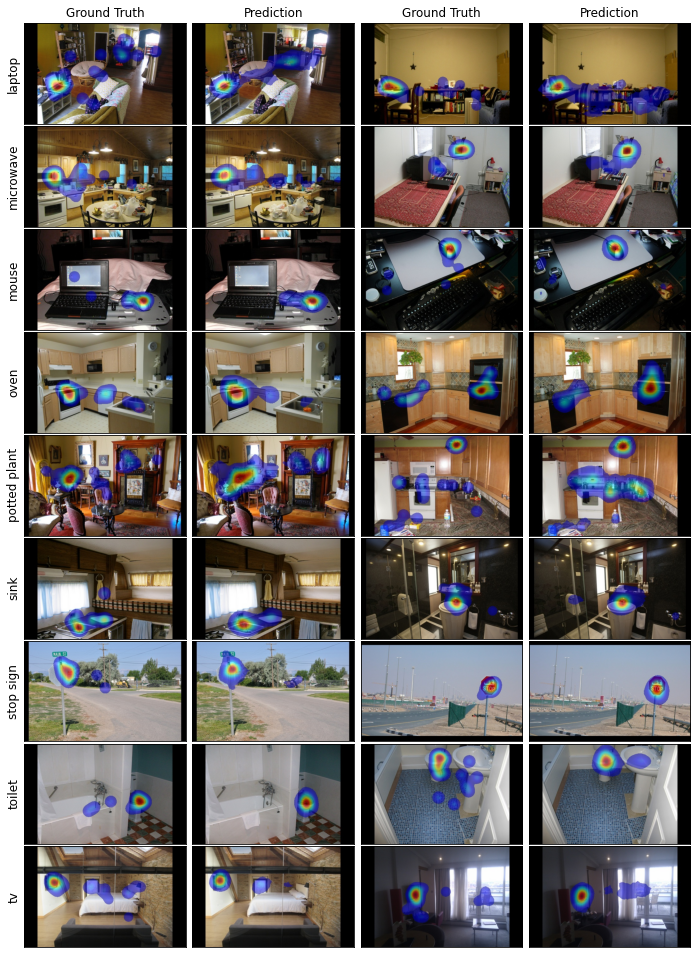 Ground Truth Prediction Ground Truth Prediction
laptop
microwave
mouse
oven
potted plant
sink
stop sign
toilet
tv